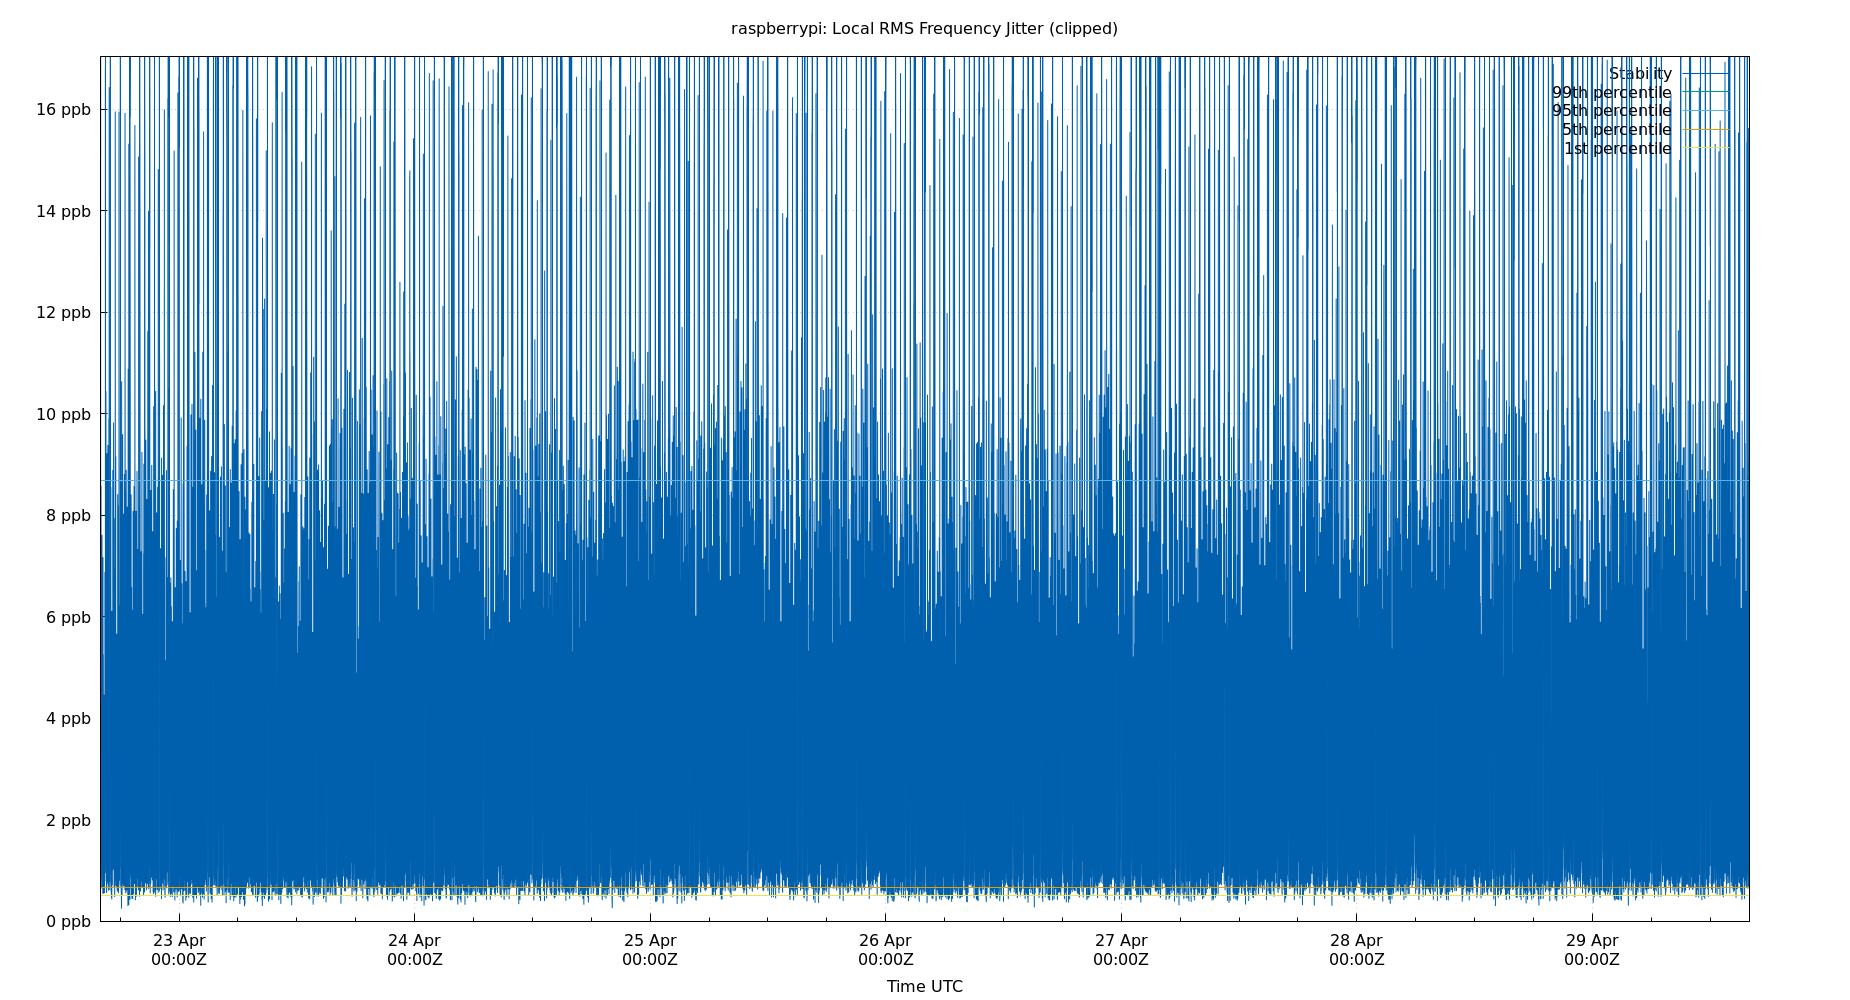 raspberrypi: Local RMS Frequency Jitter (clipped)
Stability
99th percentile
95th percentile
5th percentile
1st percentile
16 ppb
14 ppb
12 ppb
10 ppb
8 ppb
6 ppb
4 ppb
2 ppb
0 ppb
23 Apr 24 Apr 25 Apr 26 Apr 27 Apr 28 Apr 29 Apr
00:00Z 00:00Z 00:00Z 00:00Z 00:00Z 00:00Z 00:00Z
Time UTC